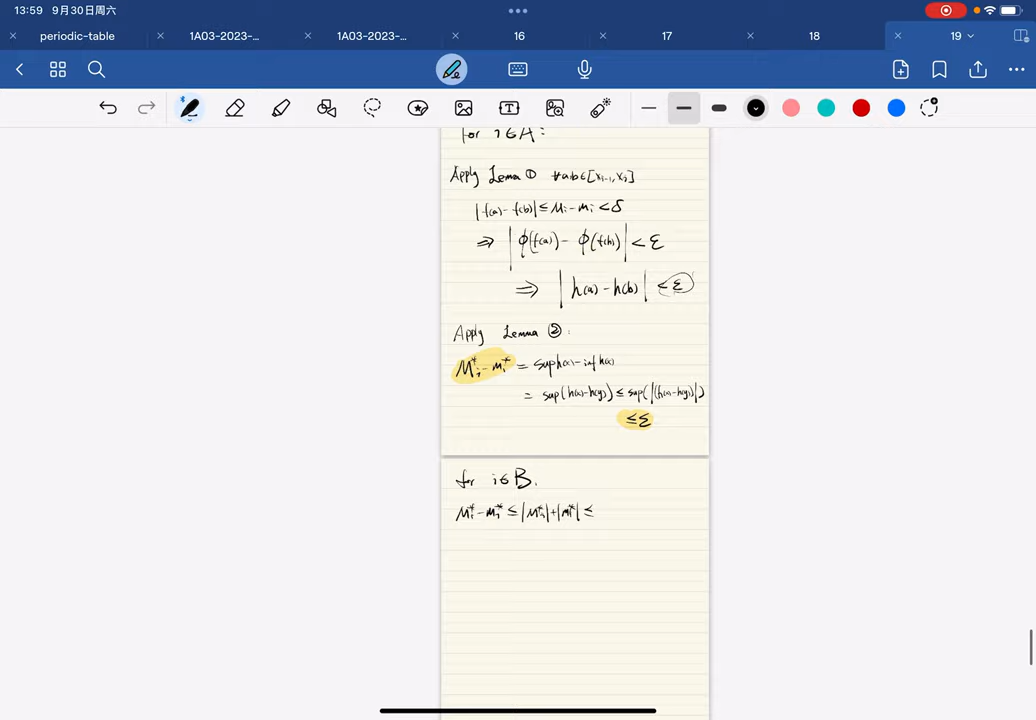 13:59 9月30日周六
periodic-table
1A03-2023-...
1A03-2023-...
16
17
18
19
for i∈A:
Apply Lema ① ∀a,b∈[xᵢ₋₁,xᵢ]
|f(a)-f(b)| ≤ Mᵢ-mᵢ < δ
⇒ |ϕ(f(a)) - ϕ(f(b))| < ε
⇒ |h(a)-h(b)| < ε
Apply Lemma ②:
Mᵢ*-mᵢ* = sup h(x) - inf h(x)
= sup(h(x)-h(y)) ≤ sup(|(h(x)-h(y)|)
≤ε
for i∈B.
Mᵢ*-mᵢ* ≤ |Mᵢ*|+|mᵢ*| ≤